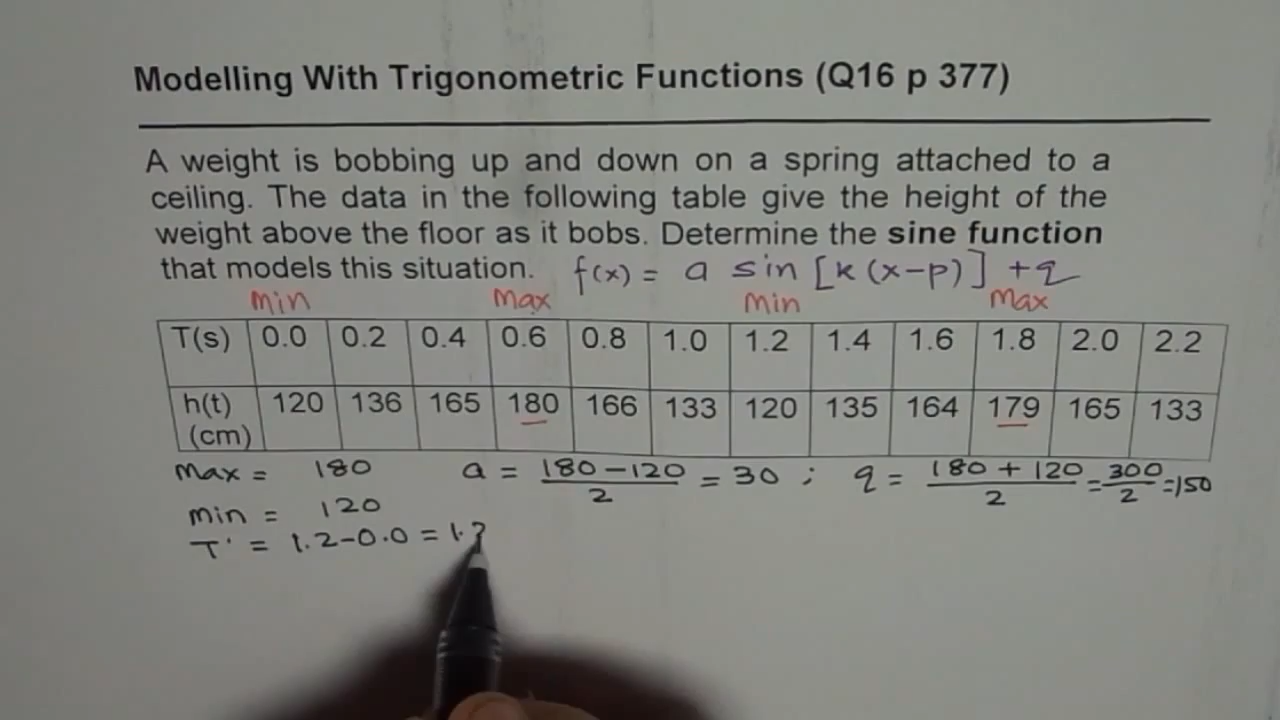 Modelling With Trigonometric Functions (Q16 p 377)
A weight is bobbing up and down on a spring attached to a
ceiling. The data in the following table give the height of the
weight above the floor as it bobs. Determine the sine function
that models this situation. f(x) = a sin [k(x-p)] +q
Min Max Min Max
T(s) 0.0 0.2 0.4 0.6 0.8 1.0 1.2 1.4 1.6 1.8 2.0 2.2
h(t) (cm) 120 136 165 180 166 133 120 135 164 179 165 133
Max = 180 a = 180-120/2 = 30 ; q = 180+120/2 = 300/2 = 150
Min = 120
T' = 1.2-0.0 = 1.2